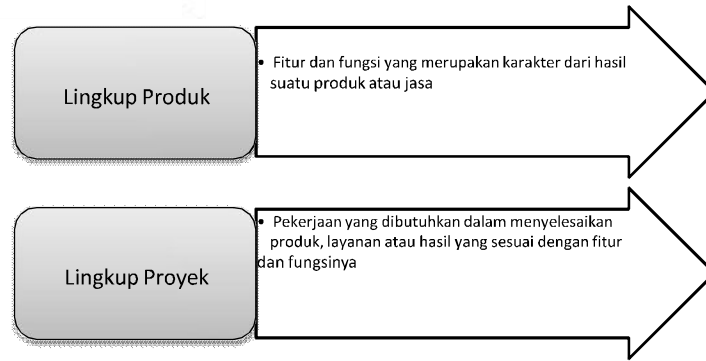 Lingkup Produk
• Fitur dan fungsi yang merupakan karakter dari hasil
suatu produk atau jasa
Lingkup Proyek
• Pekerjaan yang dibutuhkan dalam menyelesaikan
produk, layanan atau hasil yang sesuai dengan fitur
dan fungsinya